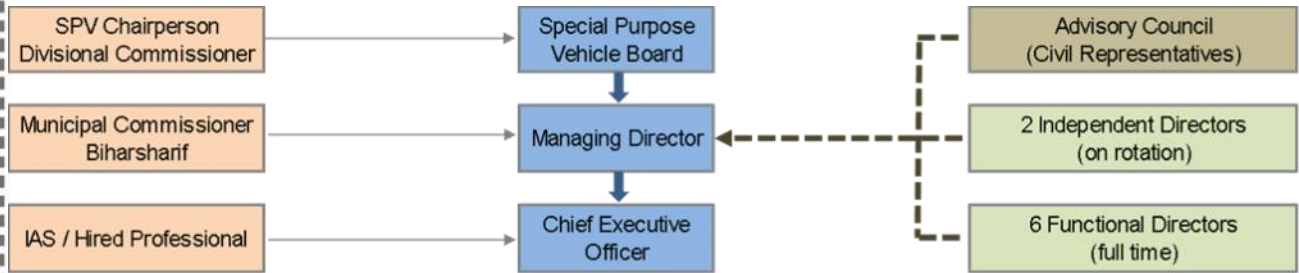 SPV Chairperson
Divisional Commissioner
Special Purpose
Vehicle Board
Advisory Council
(Civil Representatives)
Municipal Commissioner
Biharsharif
Managing Director
2 Independent Directors
(on rotation)
IAS / Hired Professional
Chief Executive
Officer
6 Functional Directors
(full time)